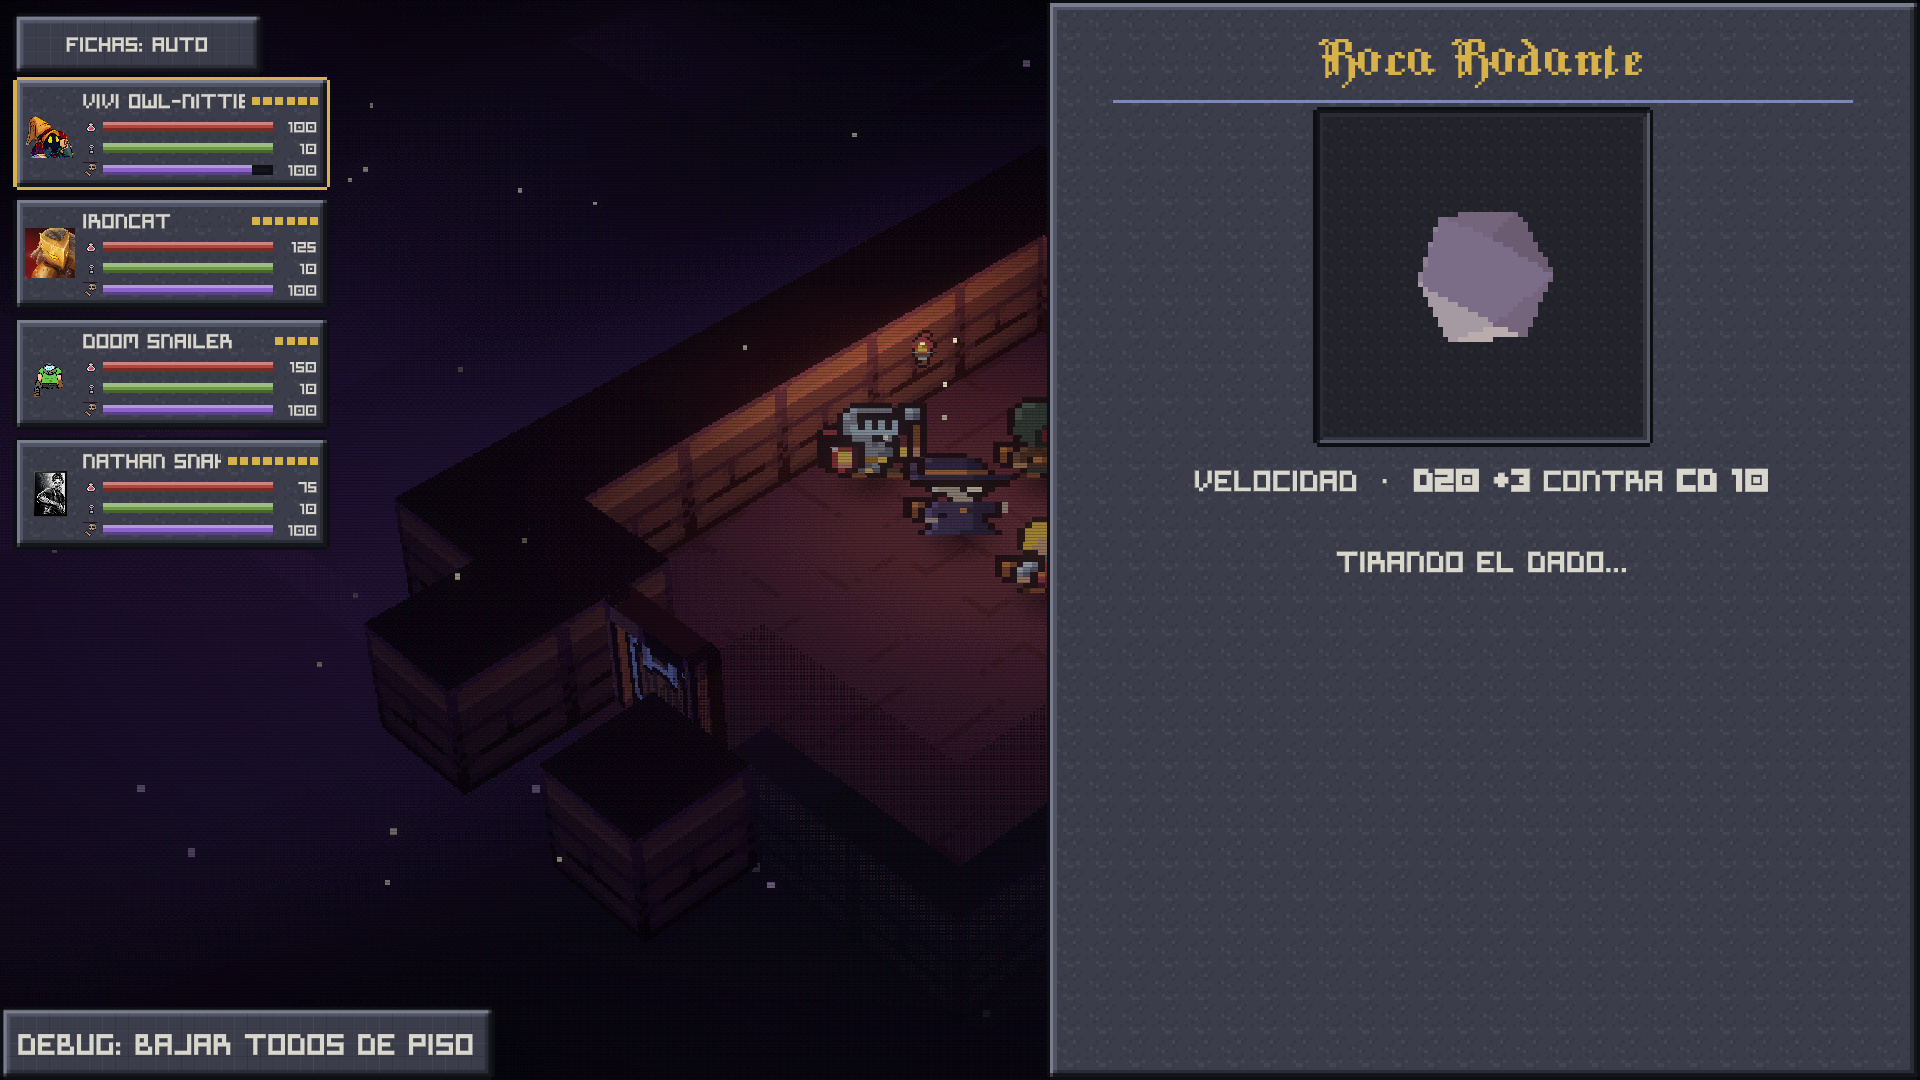 FICHAS: AUTO
VIVI OWL-NITTIE
100
10
100
IRONCAT
125
10
100
DOOM SNAILER
150
10
100
NATHAN SNAK
75
10
100
DEBUG: BAJAR TODOS DE PISO
Roca Rodante
VELOCIDAD · D20 +3 CONTRA CD 10
TIRANDO EL DADO...